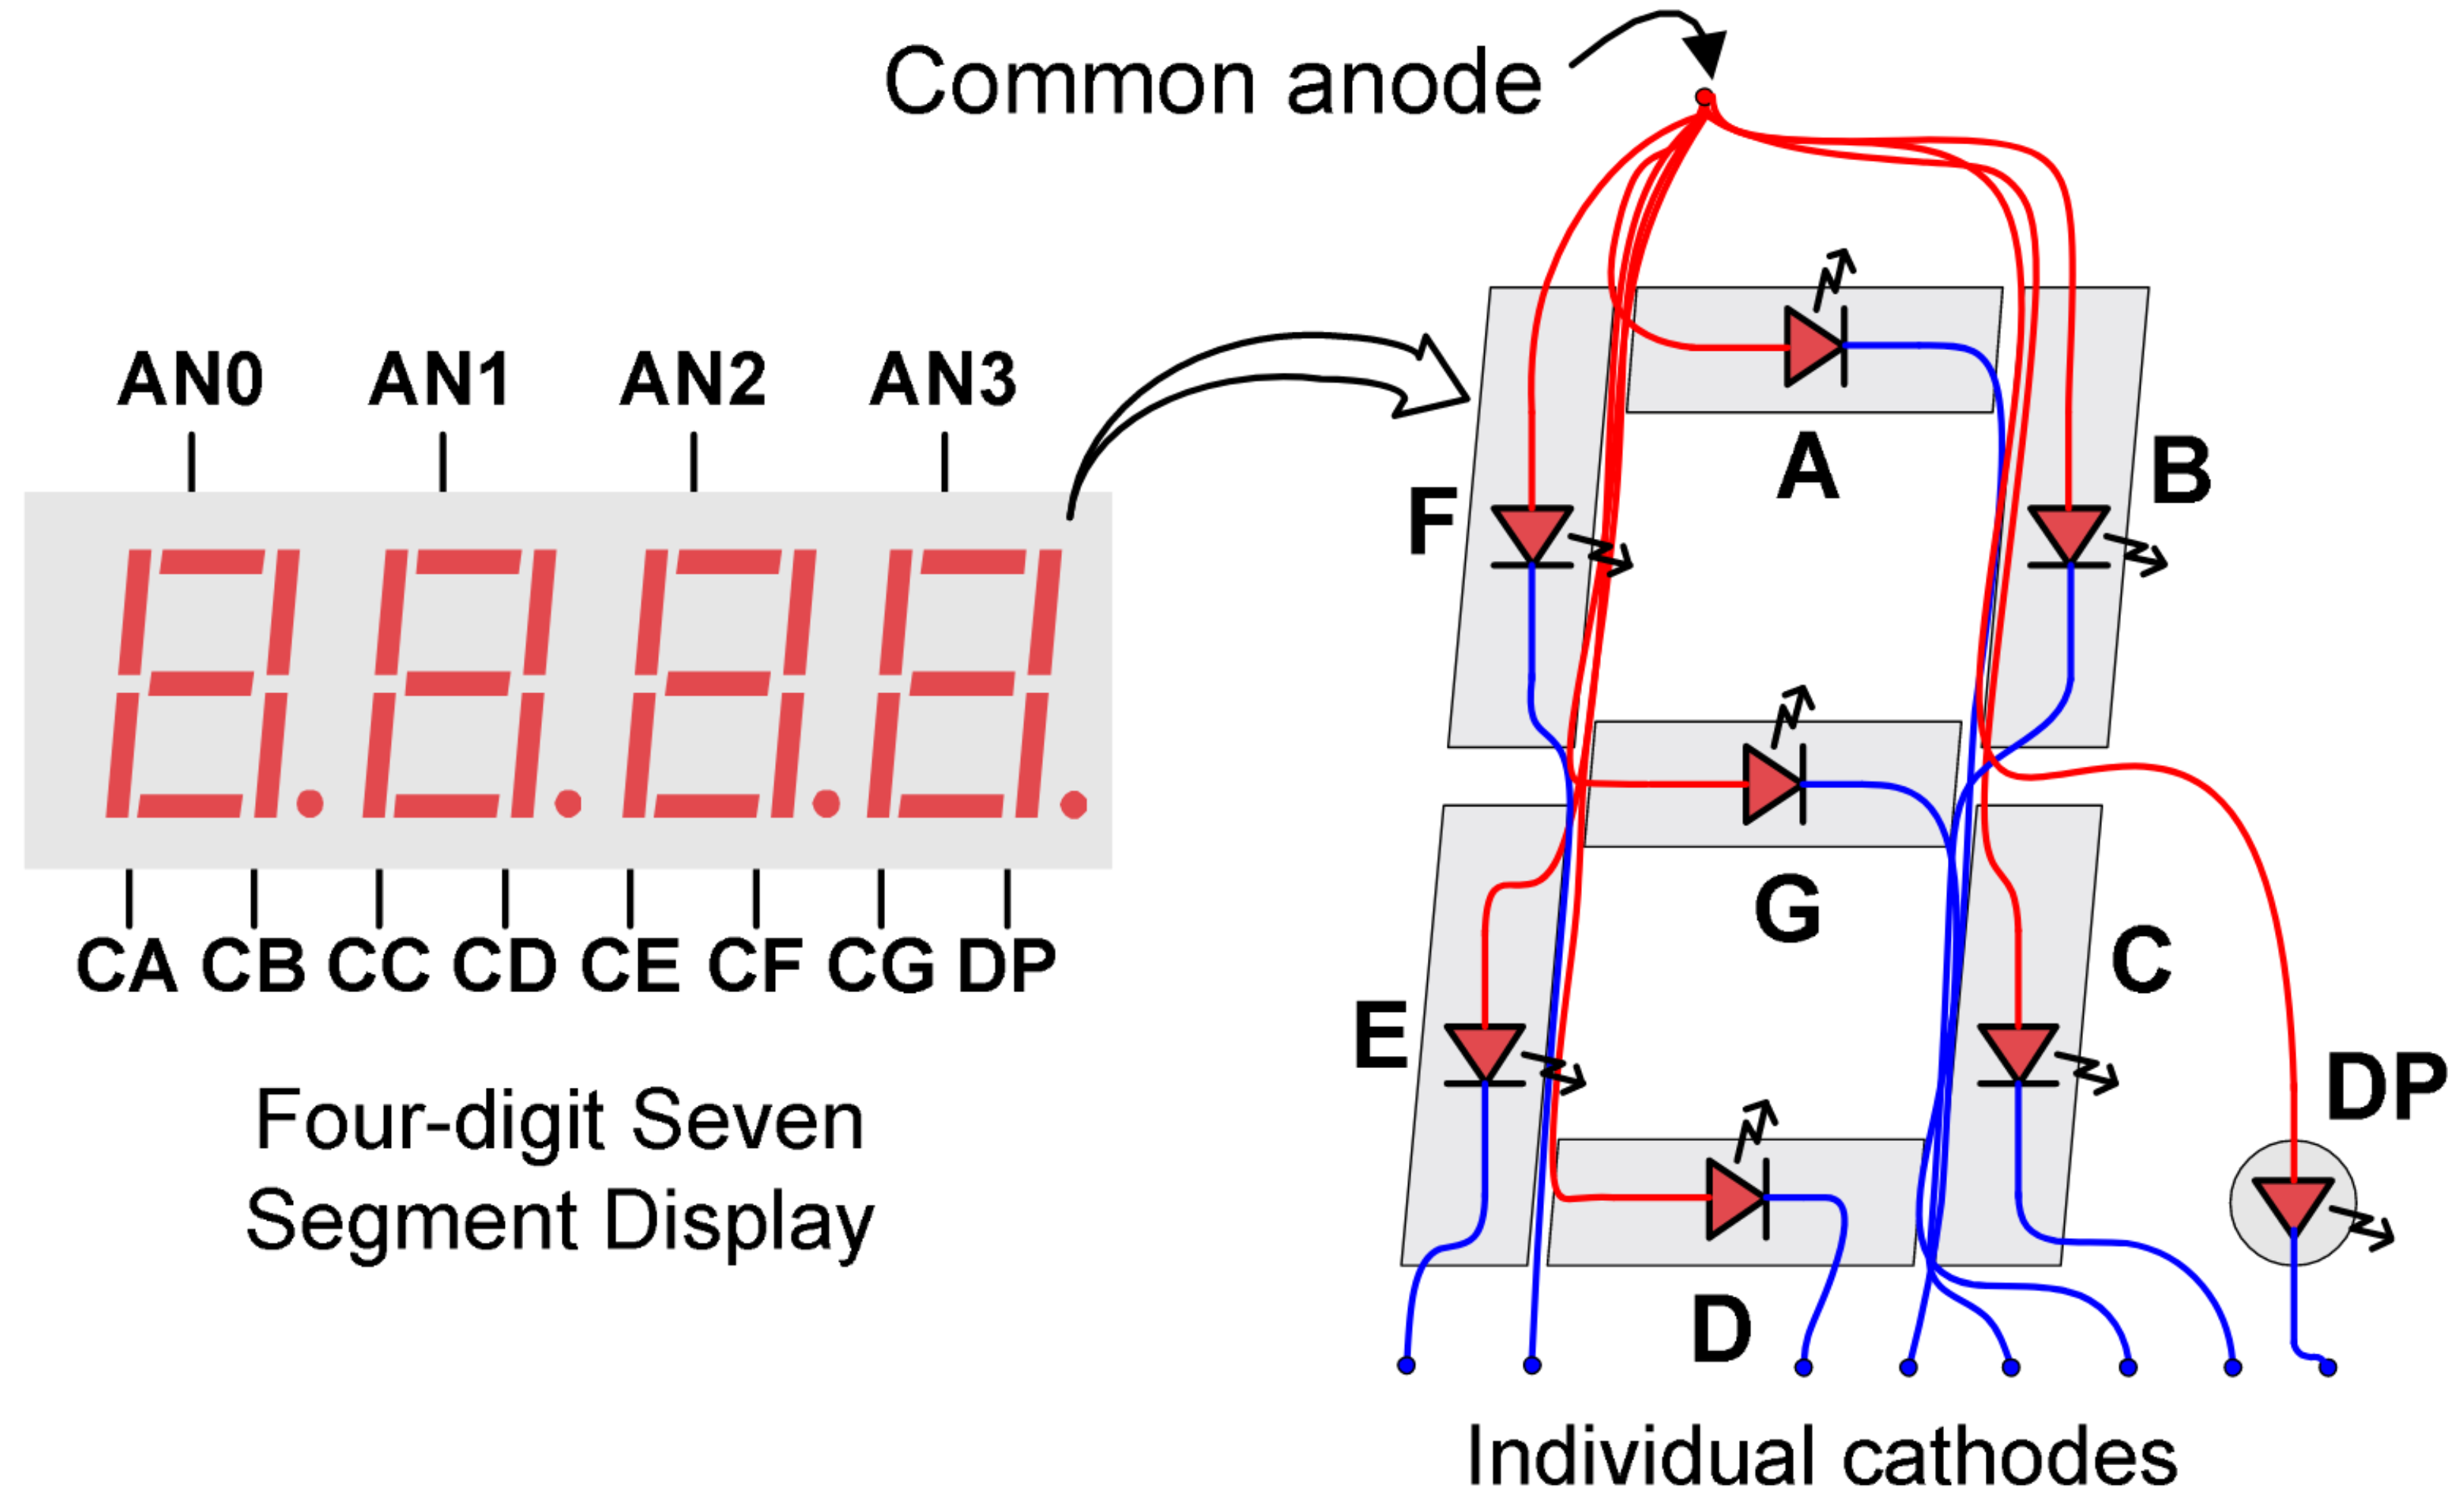 Common anode
AN0 AN1 AN2 AN3
CA CB CC CD CE CF CG DP
Four-digit Seven
Segment Display
A
F
B
G
E
C
DP
D
Individual cathodes